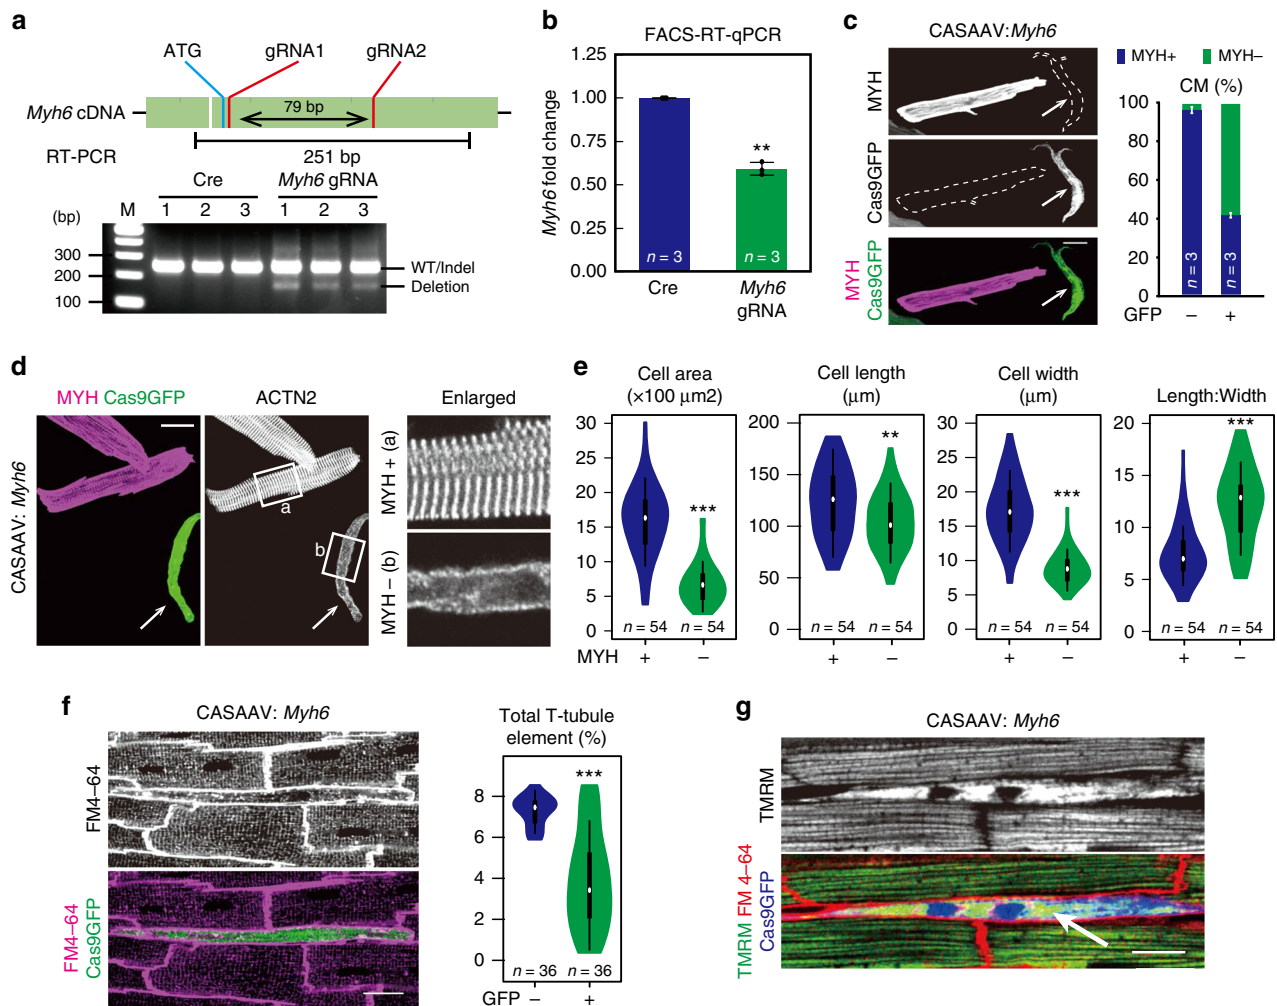 a
ATG
gRNA1
gRNA2
79 bp
Myh6 cDNA
RT-PCR
251 bp
Cre
Myh6 gRNA
(bp)
M
1 2 3 1 2 3
300
200
100
WT/Indel
Deletion
b
FACS-RT-qPCR
Myh6 fold change
1.25
1.00
0.75
0.50
0.25
0.00
**
n = 3
n = 3
Cre
Myh6
gRNA
c
CASAAV:Myh6
MYH
Cas9GFP
MYH
Cas9GFP
MYH+
MYH–
CM (%)
100
80
60
40
20
0
n = 3
n = 3
GFP – +
d
MYH Cas9GFP
ACTN2
Enlarged
CASAAV: Myh6
a
b
MYH + (a)
MYH – (b)
e
Cell area
(×100 μm2)
30
25
20
15
10
5
0
***
n = 54
n = 54
MYH + –
Cell length
(μm)
200
150
100
50
0
**
n = 54
n = 54
+ –
Cell width
(μm)
30
25
20
15
10
5
0
***
n = 54
n = 54
+ –
Length:Width
20
15
10
5
0
***
n = 54
n = 54
+ –
f
CASAAV: Myh6
FM4–64
FM4–64
Cas9GFP
Total T-tubule
element (%)
8
6
4
2
0
***
n = 36
n = 36
GFP – +
g
CASAAV: Myh6
TMRM
TMRM FM 4–64
Cas9GFP